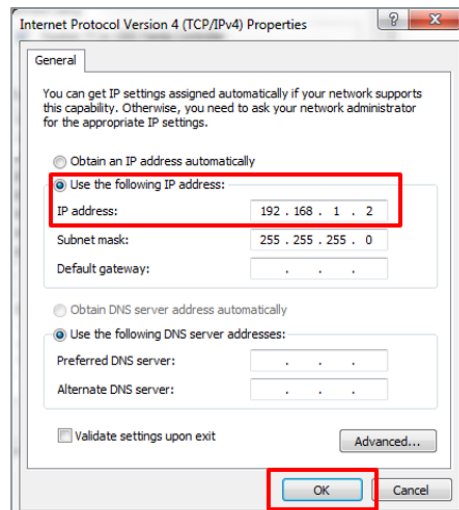 Internet Protocol Version 4 (TCP/IPv4) Properties
General
You can get IP settings assigned automatically if your network supports
this capability. Otherwise, you need to ask your network administrator
for the appropriate IP settings.
Obtain an IP address automatically
Use the following IP address:
IP address: 192 . 168 . 1 . 2
Subnet mask: 255 . 255 . 255 . 0
Default gateway: . . .
Obtain DNS server address automatically
Use the following DNS server addresses:
Preferred DNS server: . . .
Alternate DNS server: . . .
Validate settings upon exit
Advanced...
OK Cancel